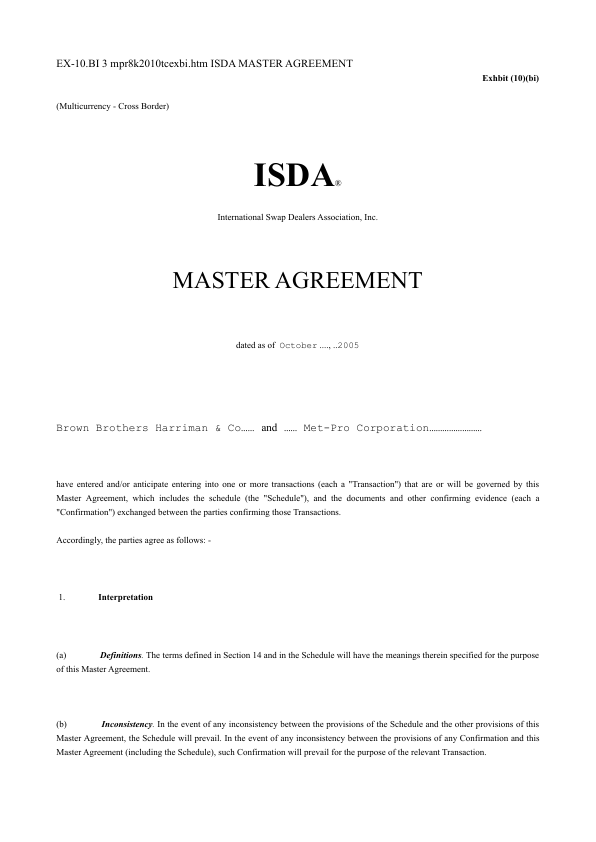 EX-10.BI 3 mpr8k2010tcexbi.htm ISDA MASTER AGREEMENT
Exhbit (10)(bi)
(Multicurrency - Cross Border)
ISDA®
International Swap Dealers Association, Inc.
MASTER AGREEMENT
dated as of October ...., ..2005
Brown Brothers Harriman & Co...... and ...... Met-Pro Corporation........................
have entered and/or anticipate entering into one or more transactions (each a "Transaction") that are or will be governed by this
Master Agreement, which includes the schedule (the "Schedule"), and the documents and other confirming evidence (each a
"Confirmation") exchanged between the parties confirming those Transactions.
Accordingly, the parties agree as follows: -
1. Interpretation
(a) Definitions. The terms defined in Section 14 and in the Schedule will have the meanings therein specified for the purpose
of this Master Agreement.
(b) Inconsistency. In the event of any inconsistency between the provisions of the Schedule and the other provisions of this
Master Agreement, the Schedule will prevail. In the event of any inconsistency between the provisions of any Confirmation and this
Master Agreement (including the Schedule), such Confirmation will prevail for the purpose of the relevant Transaction.